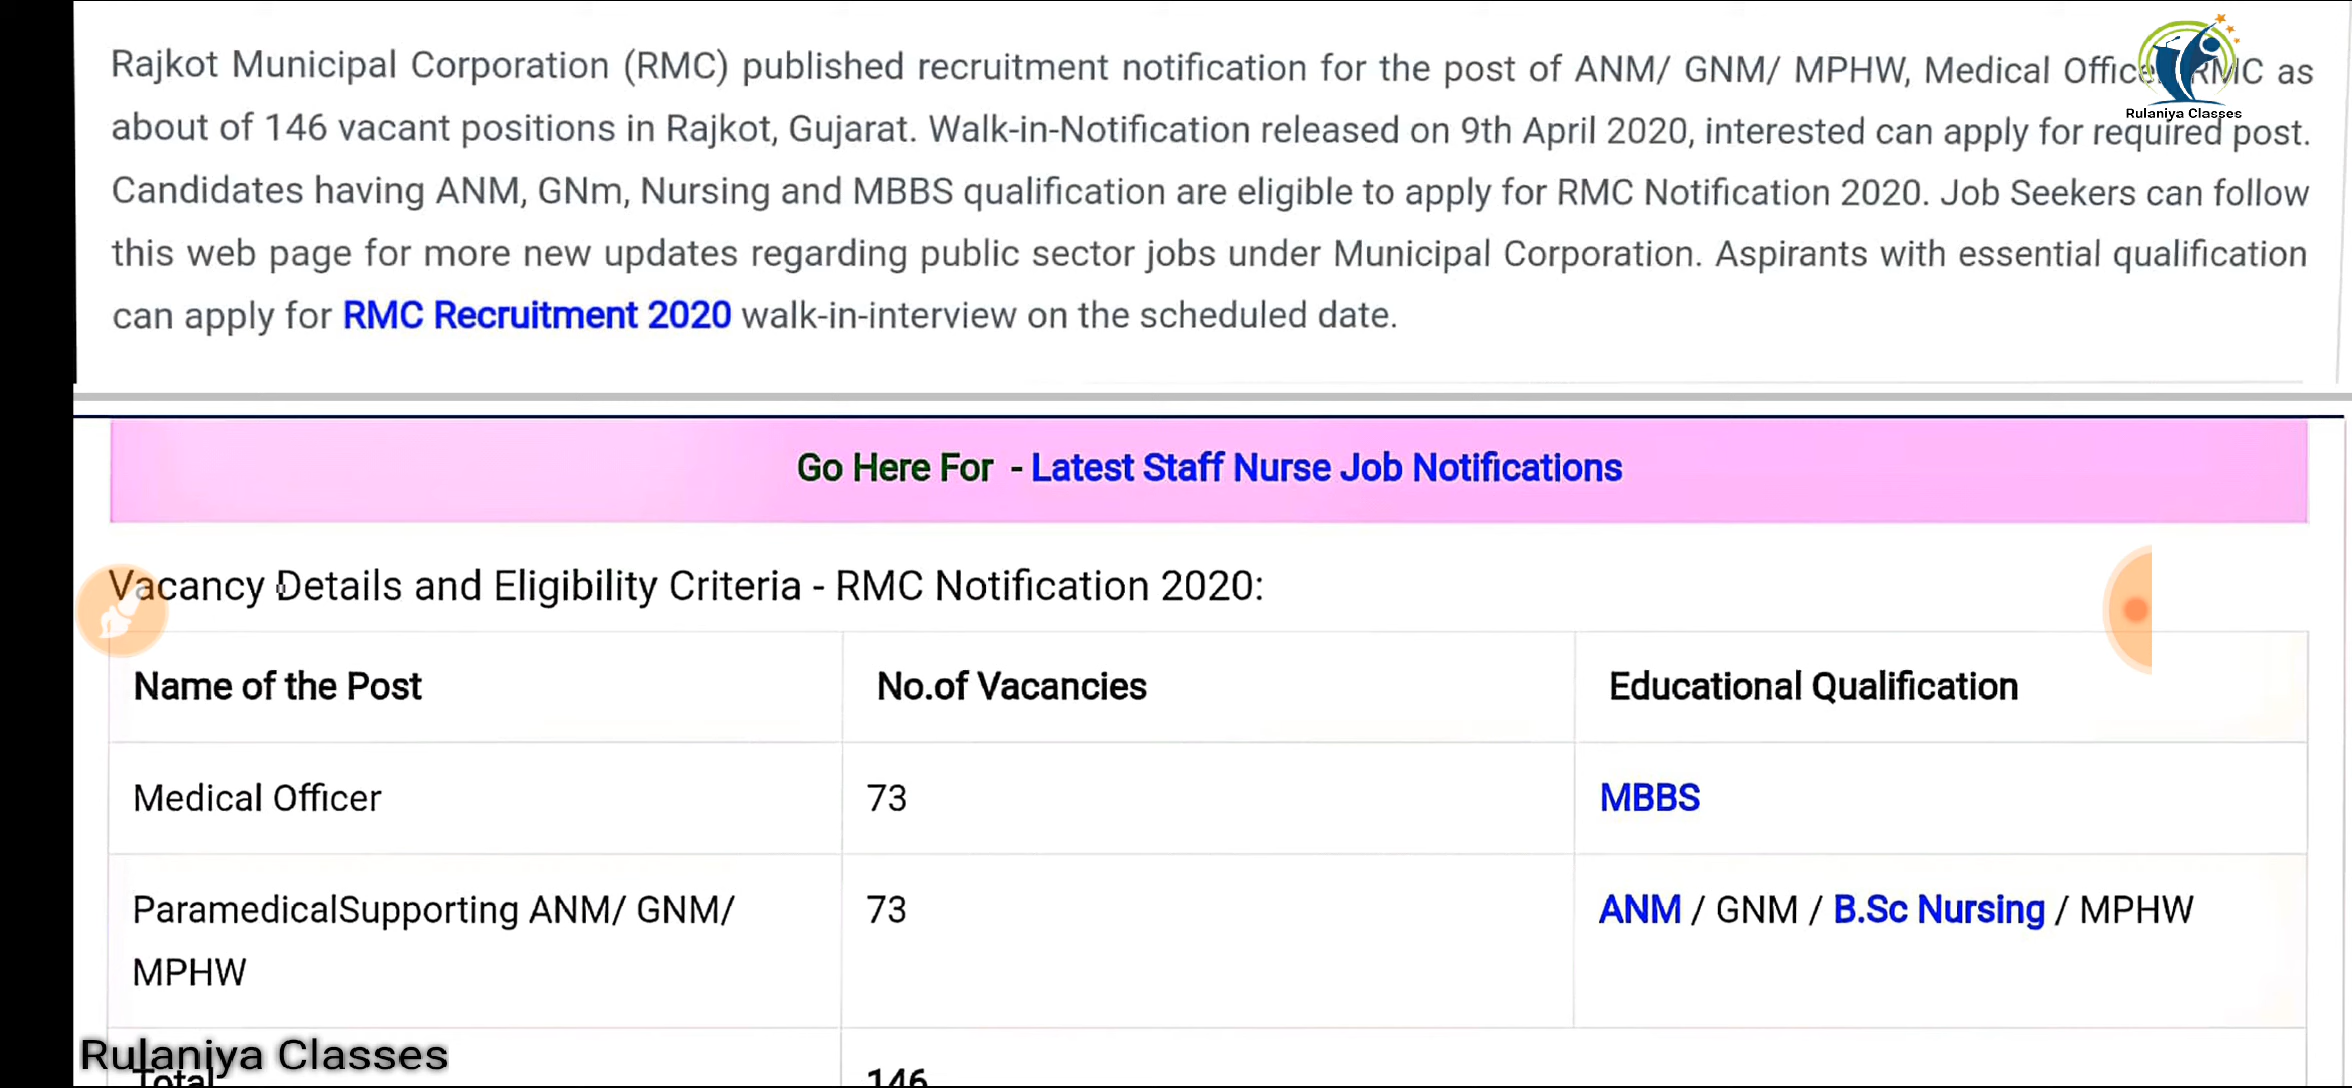 Rajkot Municipal Corporation (RMC) published recruitment notification for the post of ANM/ GNM/ MPHW, Medical Officer RMC as
Rulaniya Classes
about of 146 vacant positions in Rajkot, Gujarat. Walk-in-Notification released on 9th April 2020, interested can apply for required post.
Candidates having ANM, GNm, Nursing and MBBS qualification are eligible to apply for RMC Notification 2020. Job Seekers can follow
this web page for more new updates regarding public sector jobs under Municipal Corporation. Aspirants with essential qualification
can apply for RMC Recruitment 2020 walk-in-interview on the scheduled date.
Go Here For - Latest Staff Nurse Job Notifications
Vacancy Details and Eligibility Criteria - RMC Notification 2020:
Name of the Post No.of Vacancies Educational Qualification
Medical Officer 73 MBBS
ParamedicalSupporting ANM/ GNM/ 73 ANM / GNM / B.Sc Nursing / MPHW
MPHW
Rulaniya Classes
Total 146